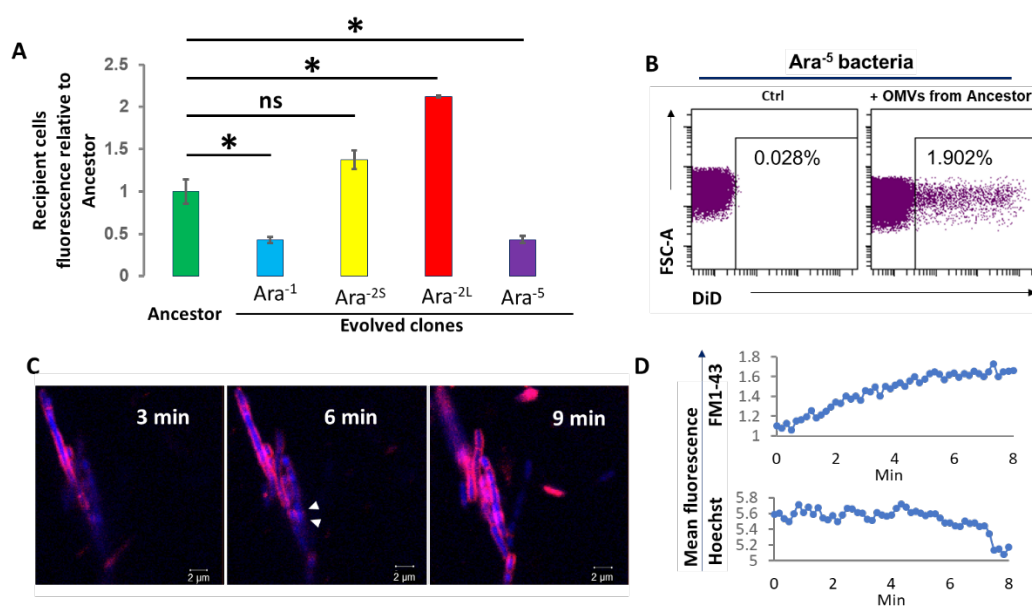 A
Recipient cells
fluorescence relative to
Ancestor
2.5
2
1.5
1
0.5
0
*
*
ns
*
Ancestor
Ara-1
Ara-2S
Ara-2L
Ara-5
Evolved clones
B
Ara-5 bacteria
Ctrl
+ OMVs from Ancestor
0.028%
1.902%
FSC-A
DiD
C
3 min
2 µm
6 min
2 µm
9 min
2 µm
D
Mean fluorescence
FM1-43
1.8
1.6
1.4
1.2
1
0 2 4 6 8
Min
Hoechst
5.8
5.6
5.4
5.2
5
0 2 4 6 8
Min